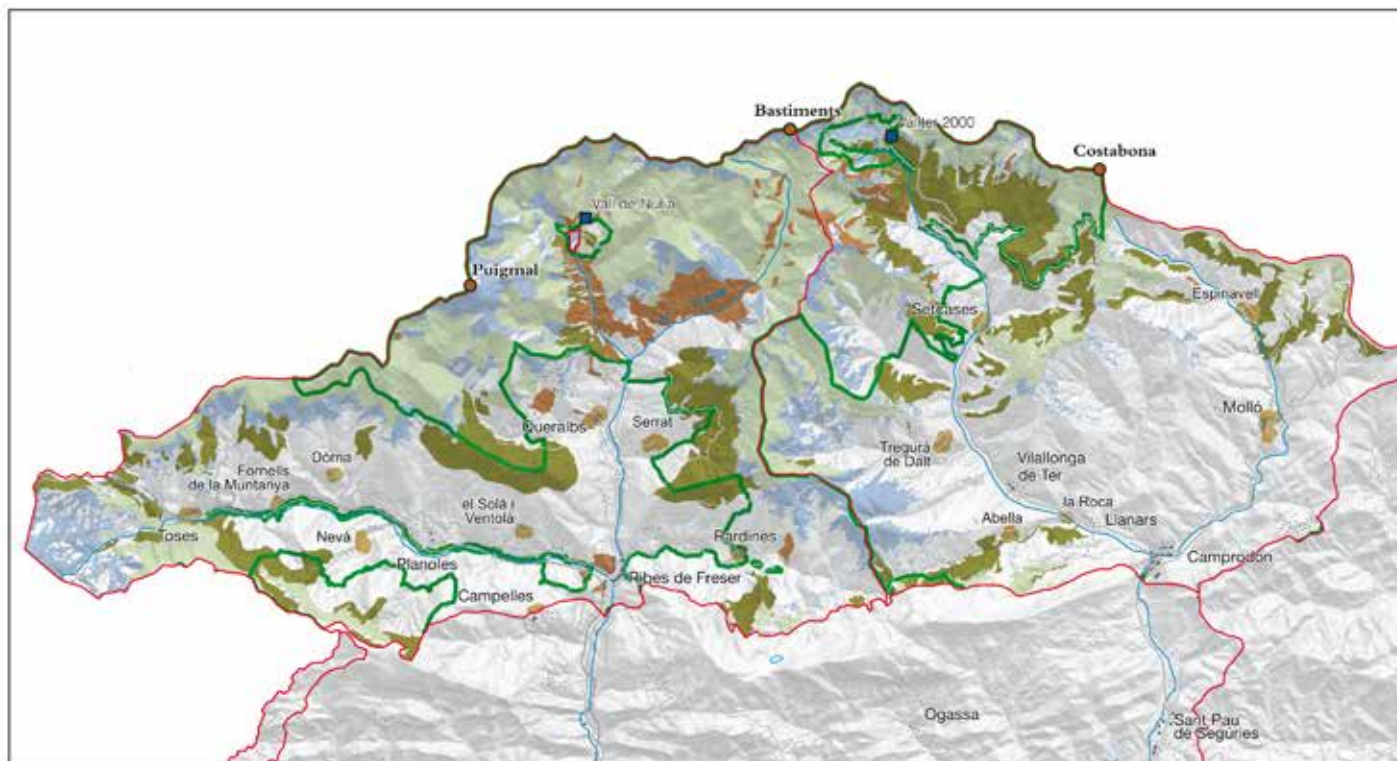 Bastiments
Vallter 2000
Costabona
Vall de Núria
Puigmal
Espinavell
Setcases
Molló
Queralbs
Serrat
Tregurà
de Dalt
Dòrria
Fornells
de la Muntanya
Vilallonga
de Ter
el Solà i
Ventolà
la Roca
Llanars
Abella
Toses
Nevà
Planoles
Pardines
Camprodon
Ribes de Freser
Campelles
Ogassa
Sant Pau
de Segúries